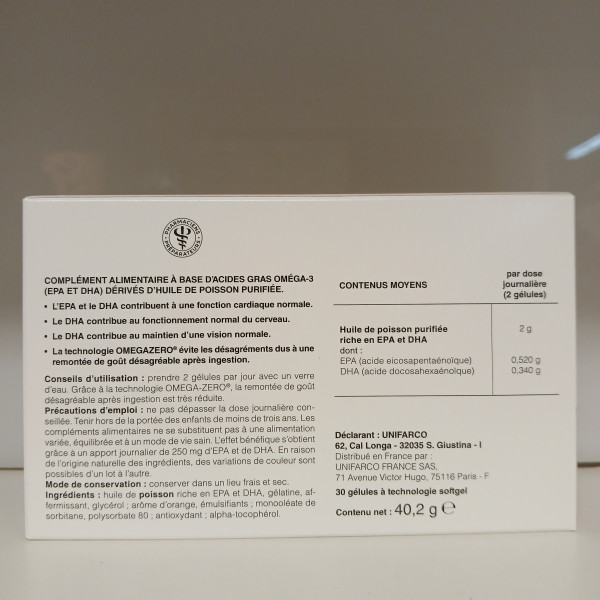 PHARMACIENS
PRÉPARATEURS
COMPLÉMENT ALIMENTAIRE À BASE D'ACIDES GRAS OMÉGA-3
(EPA ET DHA) DÉRIVÉS D'HUILE DE POISSON PURIFIÉE.
• L'EPA et le DHA contribuent à une fonction cardiaque normale.
• Le DHA contribue au fonctionnement normal du cerveau.
• Le DHA contribue au maintien d'une vision normale.
• La technologie OMEGAZERO® évite les désagréments dus à une
remontée de goût désagréable après ingestion.
Conseils d'utilisation : prendre 2 gélules par jour avec un verre
d'eau. Grâce à la technologie OMEGA-ZERO®, la remontée de goût
désagréable après ingestion est très réduite.
Précautions d'emploi : ne pas dépasser la dose journalière con-
seillée. Tenir hors de la portée des enfants de moins de trois ans. Les
compléments alimentaires ne se substituent pas à une alimentation
variée, équilibrée et à un mode de vie sain. L'effet bénéfique s'obtient
grâce à un apport journalier de 250 mg d'EPA et de DHA. En raison
de l'origine naturelle des ingrédients, des variations de couleur sont
possibles d'un lot à l'autre.
Mode de conservation : conserver dans un lieu frais et sec.
Ingrédients : huile de poisson riche en EPA et DHA, gélatine, af-
fermissant, glycérol ; arôme d'orange, émulsifiants ; monooléate de
sorbitane, polysorbate 80 ; antioxydant ; alpha-tocophérol.
CONTENUS MOYENS
par dose
journalière
(2 gélules)
Huile de poisson purifiée 2 g
riche en EPA et DHA
dont :
EPA (acide eicosapentaénoïque) 0,520 g
DHA (acide docosahexaénoïque) 0,340 g
Déclarant : UNIFARCO
62, Cal Longa - 32035 S. Giustina - I
Distribué en France par :
UNIFARCO FRANCE SAS,
71 Avenue Victor Hugo, 75116 Paris - F
30 gélules à technologie softgel
Contenu net : 40,2 g ℮